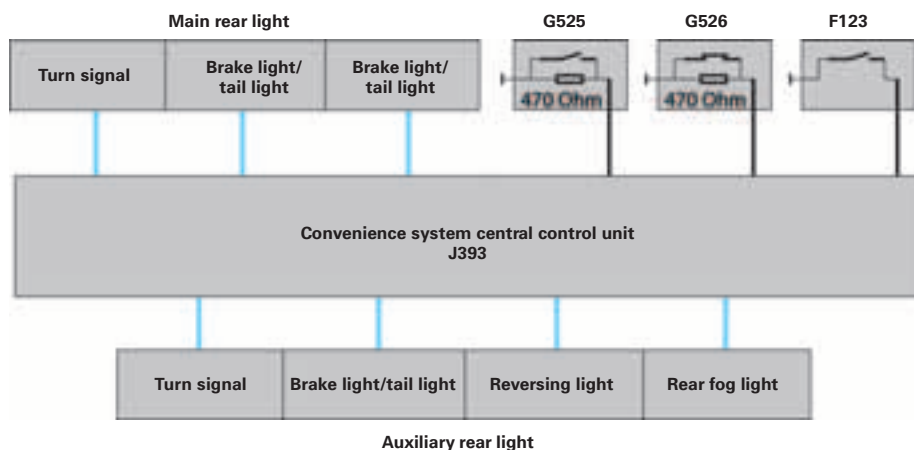 Main rear light
G525
G526
F123
Turn signal
Brake light/
tail light
Brake light/
tail light
470 Ohm
470 Ohm
Convenience system central control unit
J393
Turn signal
Brake light/tail light
Reversing light
Rear fog light
Auxiliary rear light